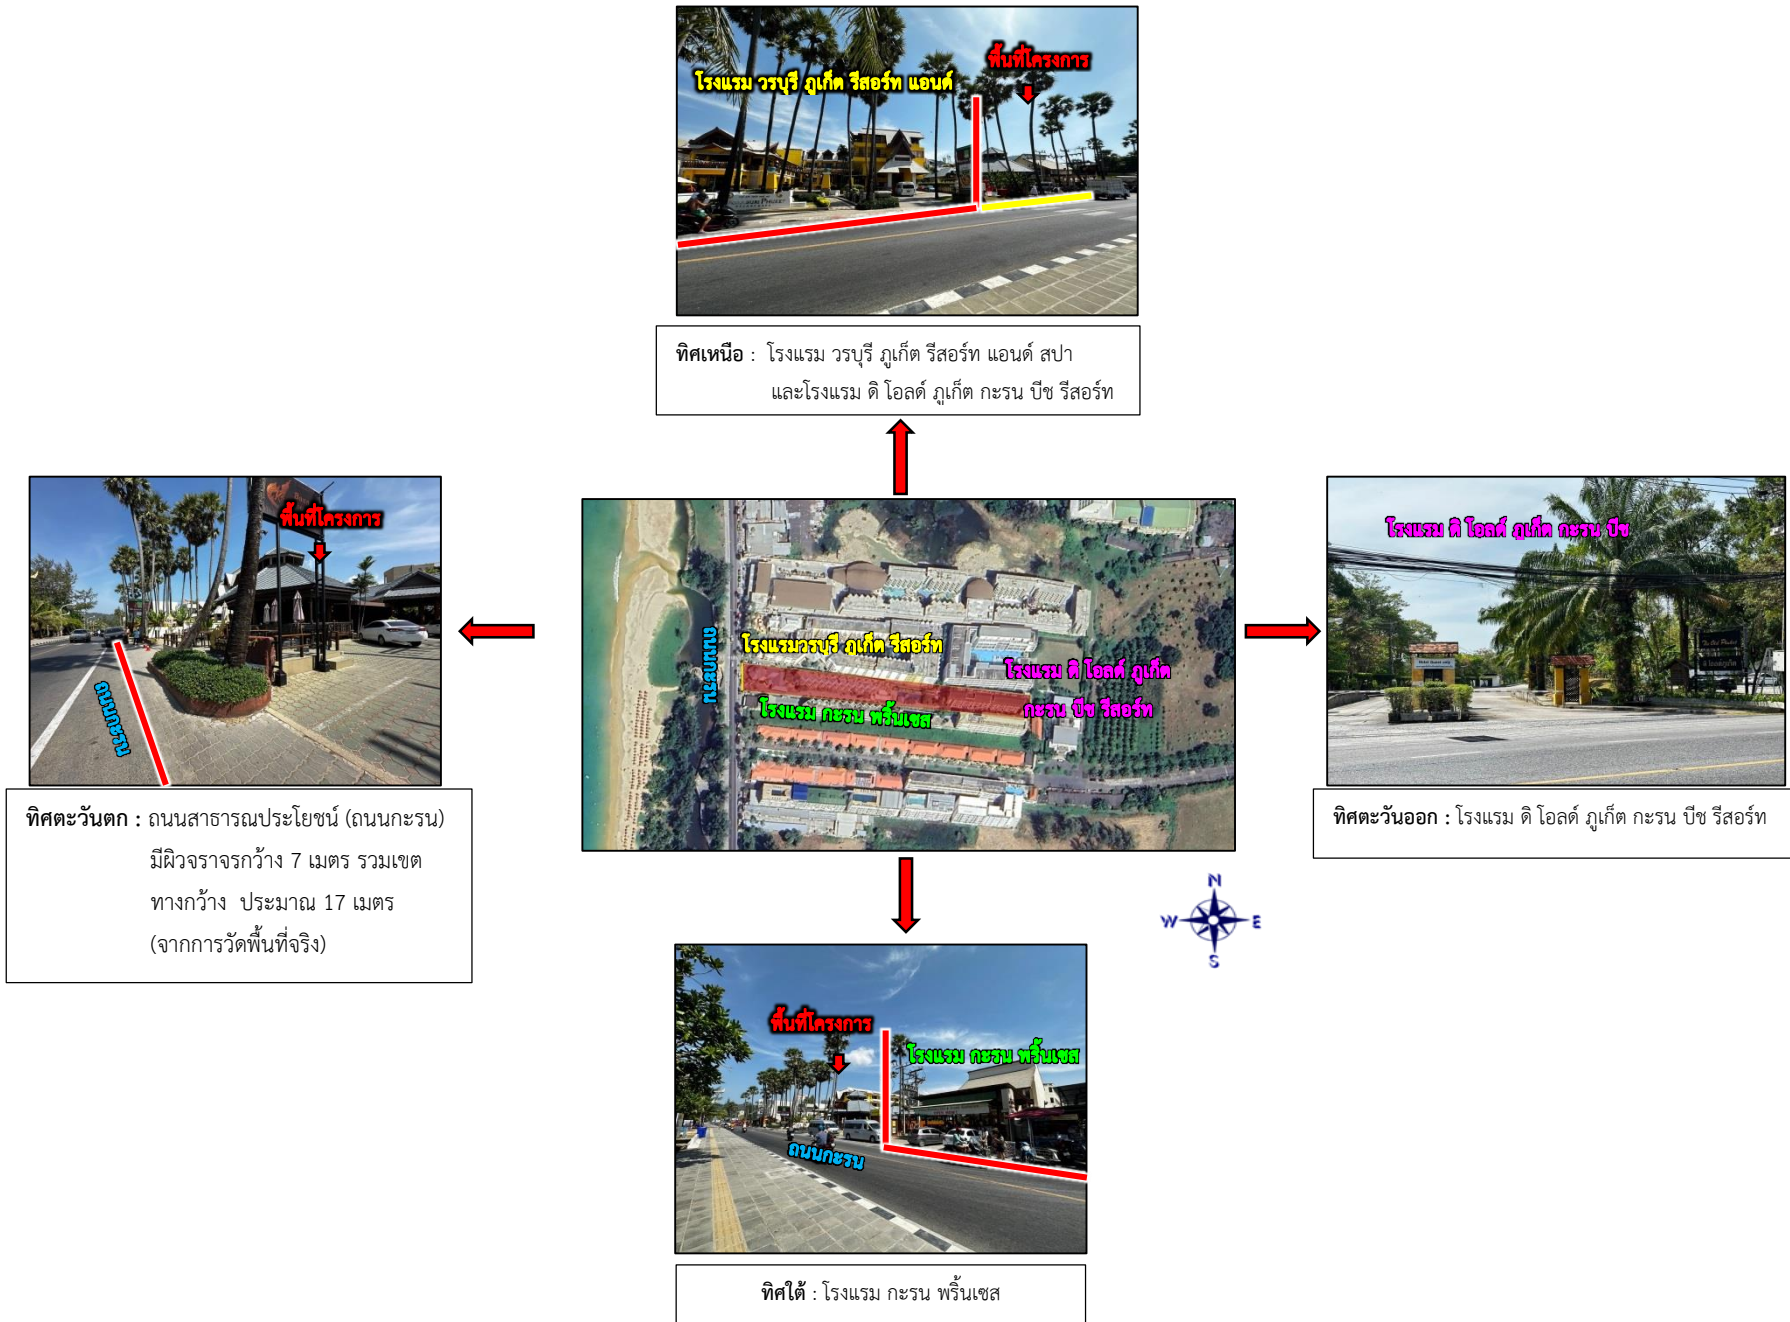 โรงแรม วรบุรี ภูเก็ต รีสอร์ท แอนด์
พื้นที่โครงการ
ทิศเหนือ : โรงแรม วรบุรี ภูเก็ต รีสอร์ท แอนด์ สปา
และโรงแรม ดิ โอลด์ ภูเก็ต กะรน บีช รีสอร์ท
พื้นที่โครงการ
ถนนกะรน
ทิศตะวันตก : ถนนสาธารณประโยชน์ (ถนนกะรน)
มีผิวจราจรกว้าง 7 เมตร รวมเขต
ทางกว้าง ประมาณ 17 เมตร
(จากการวัดพื้นที่จริง)
ถนนกะรน
โรงแรมวรบุรี ภูเก็ต รีสอร์ท
โรงแรม ดิ โอลด์ ภูเก็ต
กะรน บีช รีสอร์ท
โรงแรม กะรน พริ้นเซส
โรงแรม ดิ โอลด์ ภูเก็ต กะรน บีช
ทิศตะวันออก : โรงแรม ดิ โอลด์ ภูเก็ต กะรน บีช รีสอร์ท
N
W E
S
พื้นที่โครงการ
โรงแรม กะรน พริ้นเซส
ถนนกะรน
ทิศใต้ : โรงแรม กะรน พริ้นเซส